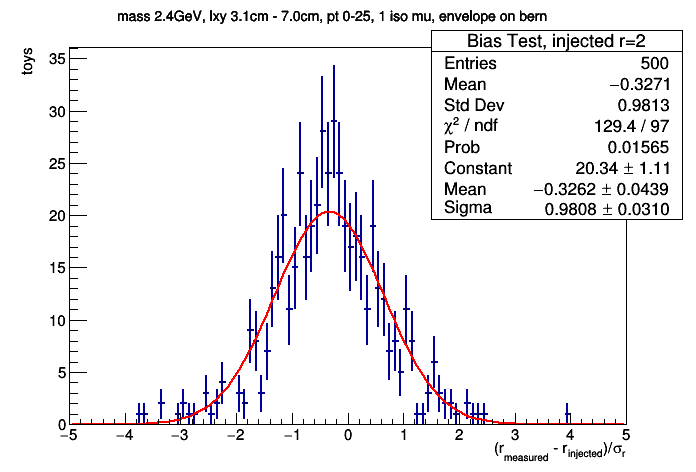 mass 2.4GeV, lxy 3.1cm - 7.0cm, pt 0-25, 1 iso mu, envelope on bern
Bias Test, injected r=2
Entries 500
Mean −0.3271
Std Dev 0.9813
χ² / ndf 129.4 / 97
Prob 0.01565
Constant 20.34 ± 1.11
Mean −0.3262 ± 0.0439
Sigma 0.9808 ± 0.0310
toys
35
30
25
20
15
10
5
0
−5 −4 −3 −2 −1 0 1 2 3 4 5
(r_measured - r_injected)/σ_r